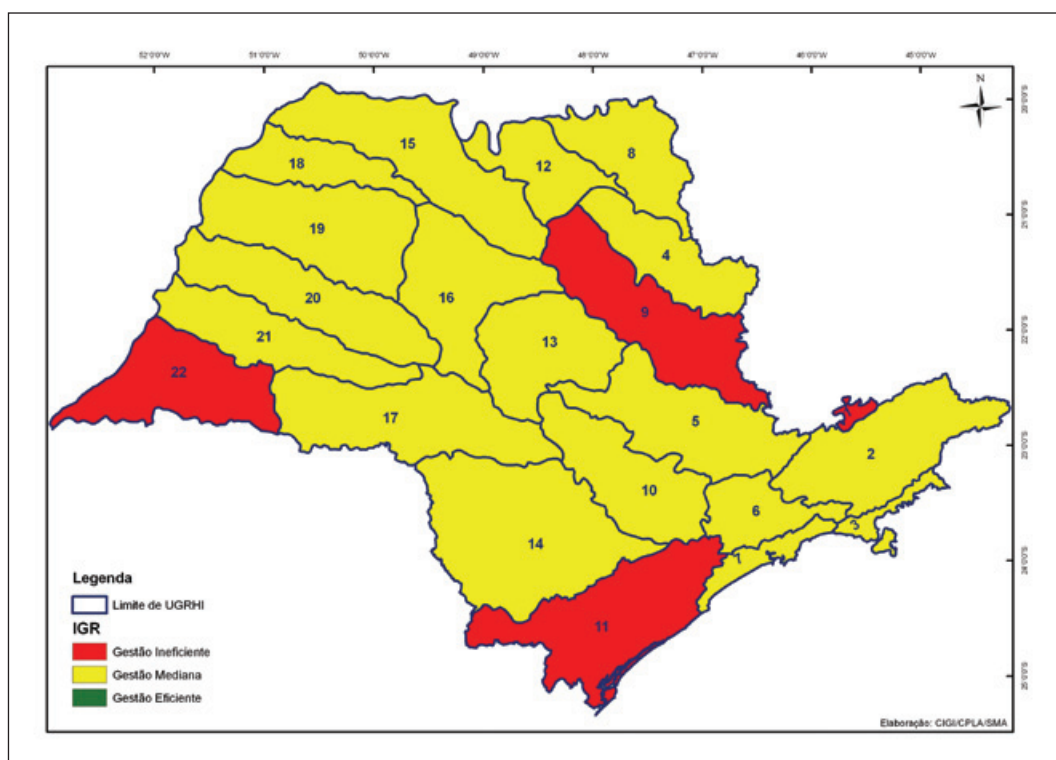 52°0'0"W 51°0'0"W 50°0'0"W 49°0'0"W 48°0'0"W 47°0'0"W 46°0'0"W 45°0'0"W
N
20°0'0"S
21°0'0"S
22°0'0"S
23°0'0"S
24°0'0"S
25°0'0"S
15
18
12
8
19
4
16
20
9
13
21
22
17
5
2
10
6
3
14
7
11
Legenda
Limite de UGRHI
IGR
Gestão Ineficiente
Gestão Mediana
Gestão Eficiente
Elaboração: CIGI/CPLA/SMA